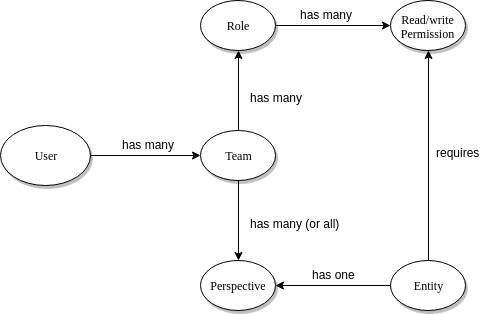 Role
has many
Read/write
Permission
has many
User
has many
Team
requires
has many (or all)
Perspective
has one
Entity